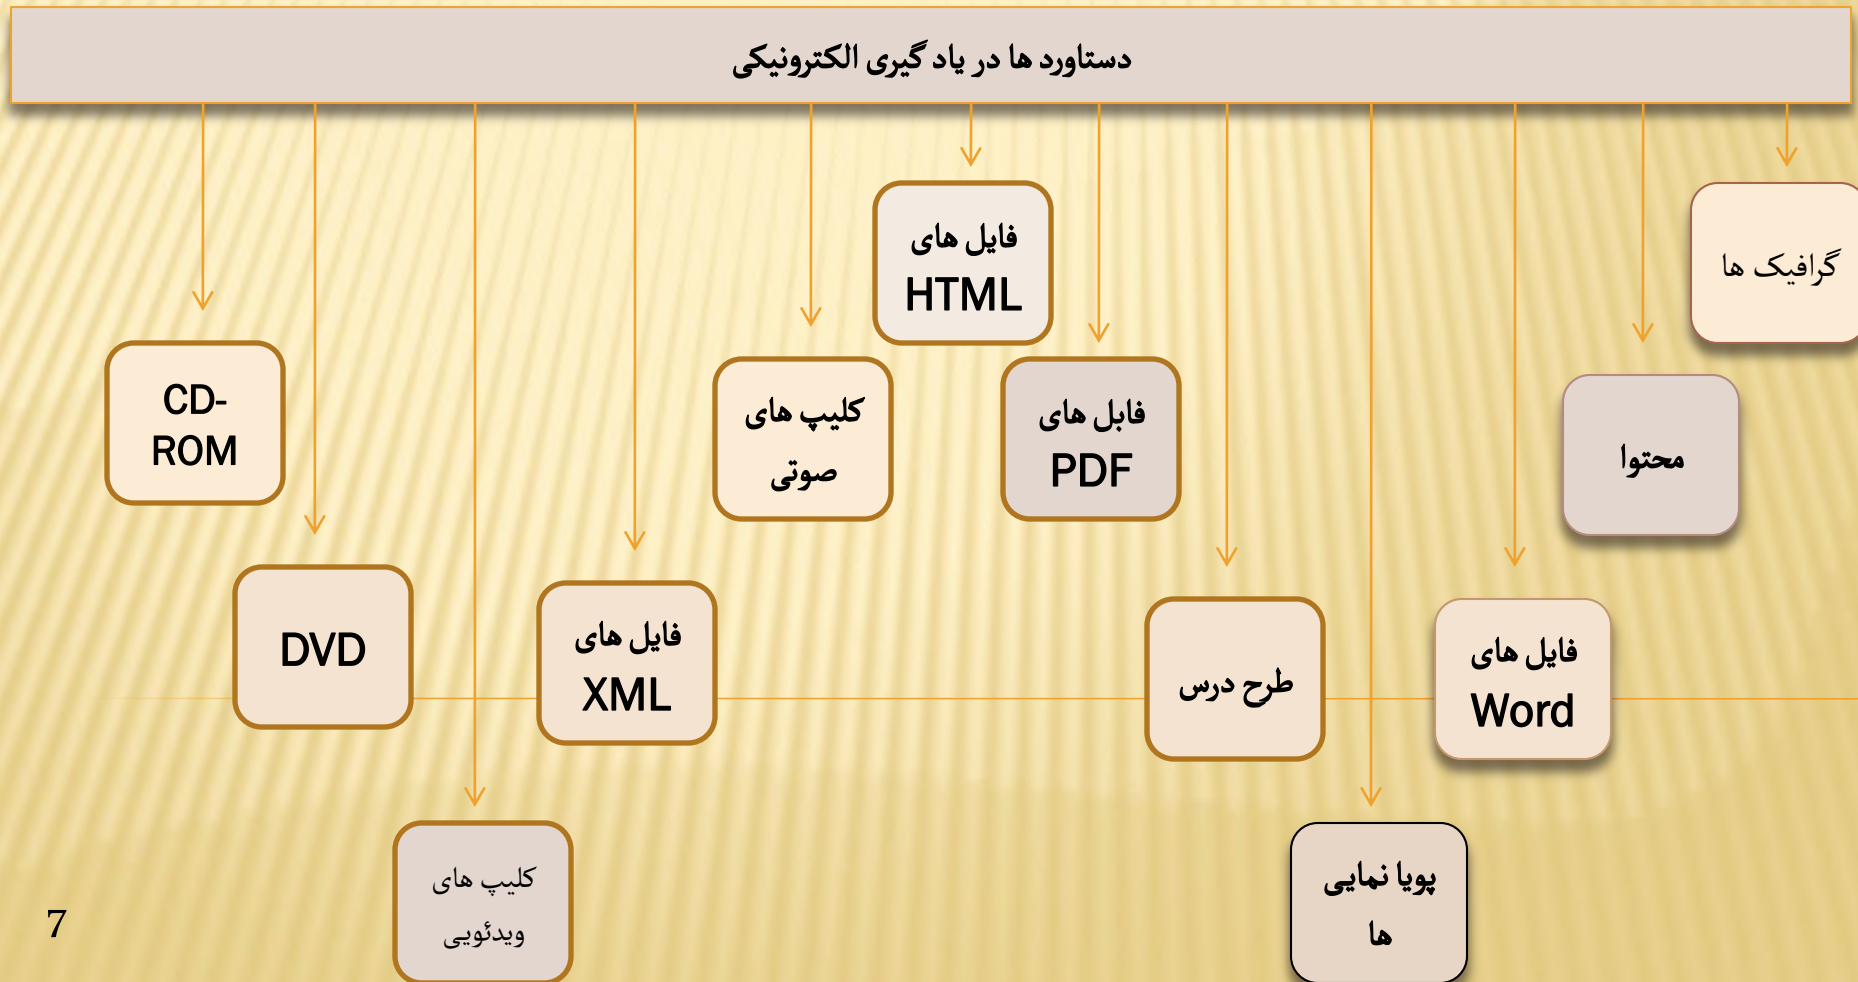 دستاورد ها در یاد گیری الکترونیکی
گرافیک ها
فایل های
HTML
محتوا
فابل های
PDF
کلیپ های
صوتی
CD-
ROM
فایل های
Word
طرح درس
فایل های
XML
DVD
پویا نمایی
ها
کلیپ های
ویدئویی
7